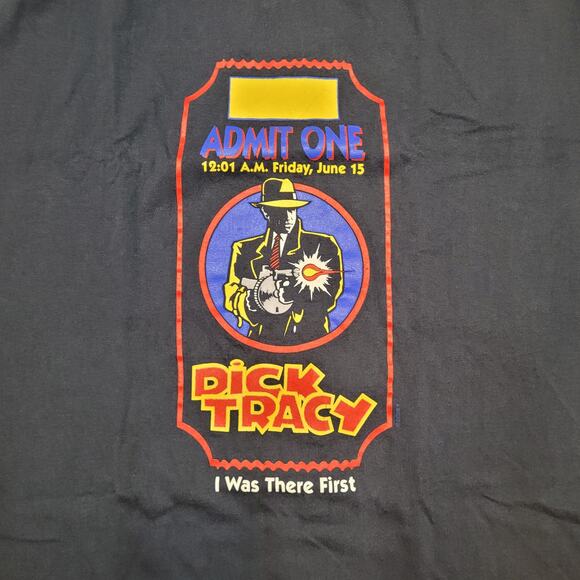 ADMIT ONE
12:01 A.M. Friday, June 15
DiCK
TRACY
I Was There First